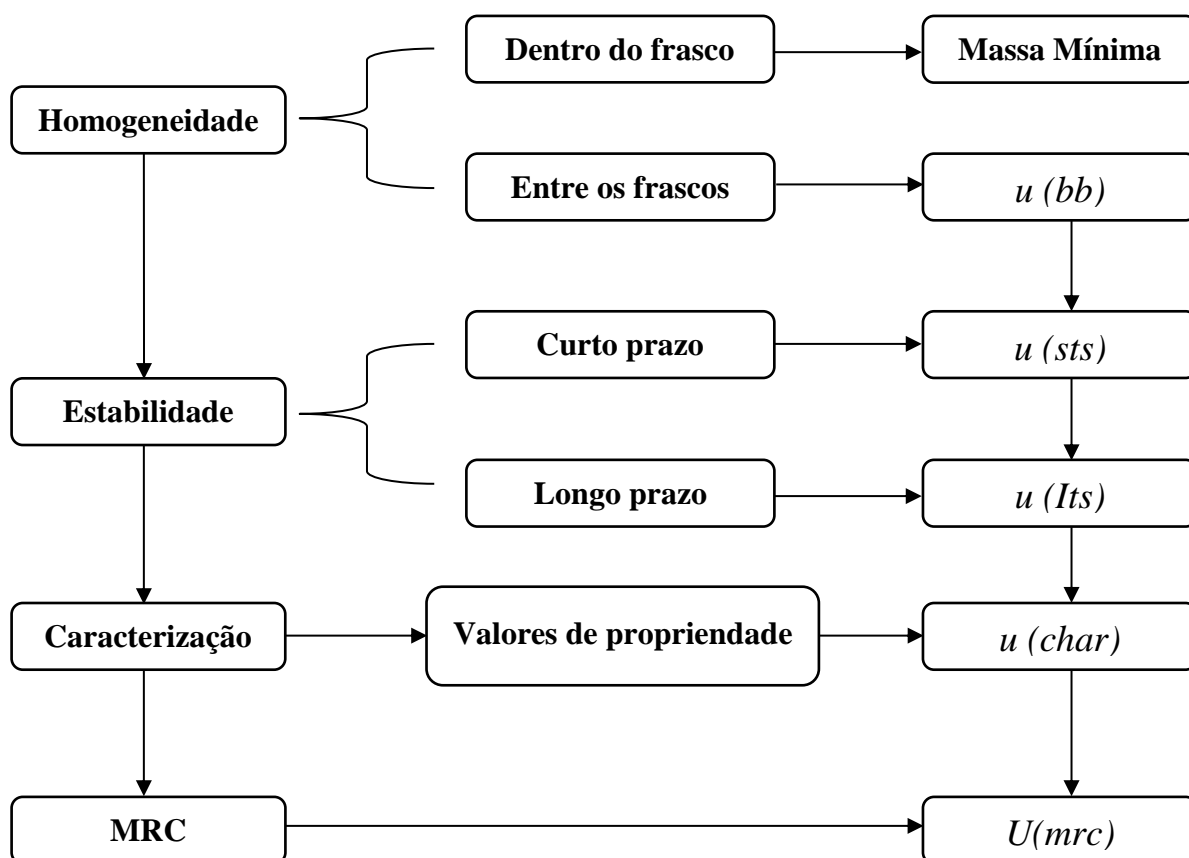 Dentro do frasco
Massa Mínima
Homogeneidade
Entre os frascos
u (bb)
Curto prazo
u (sts)
Estabilidade
Longo prazo
u (Its)
Caracterização
Valores de propriendade
u (char)
MRC
U(mrc)